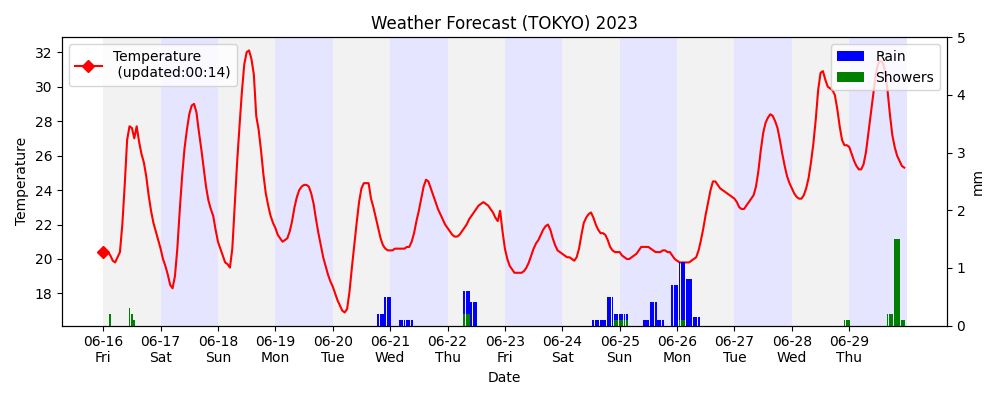 Weather Forecast (TOKYO) 2023
Temperature
(updated:00:14)
Rain
Showers
Temperature
32
30
28
26
24
22
20
18
5
4
3
2
1
0
mm
06-16 06-17 06-18 06-19 06-20 06-21 06-22 06-23 06-24 06-25 06-26 06-27 06-28 06-29
Fri Sat Sun Mon Tue Wed Thu Fri Sat Sun Mon Tue Wed Thu
Date